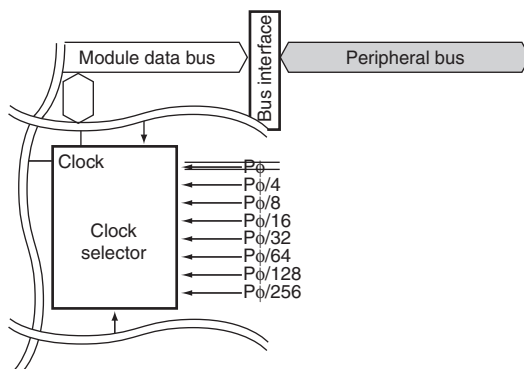 Module data bus
Bus interface
Peripheral bus
Clock
Clock
selector
Pϕ
Pϕ/4
Pϕ/8
Pϕ/16
Pϕ/32
Pϕ/64
Pϕ/128
Pϕ/256